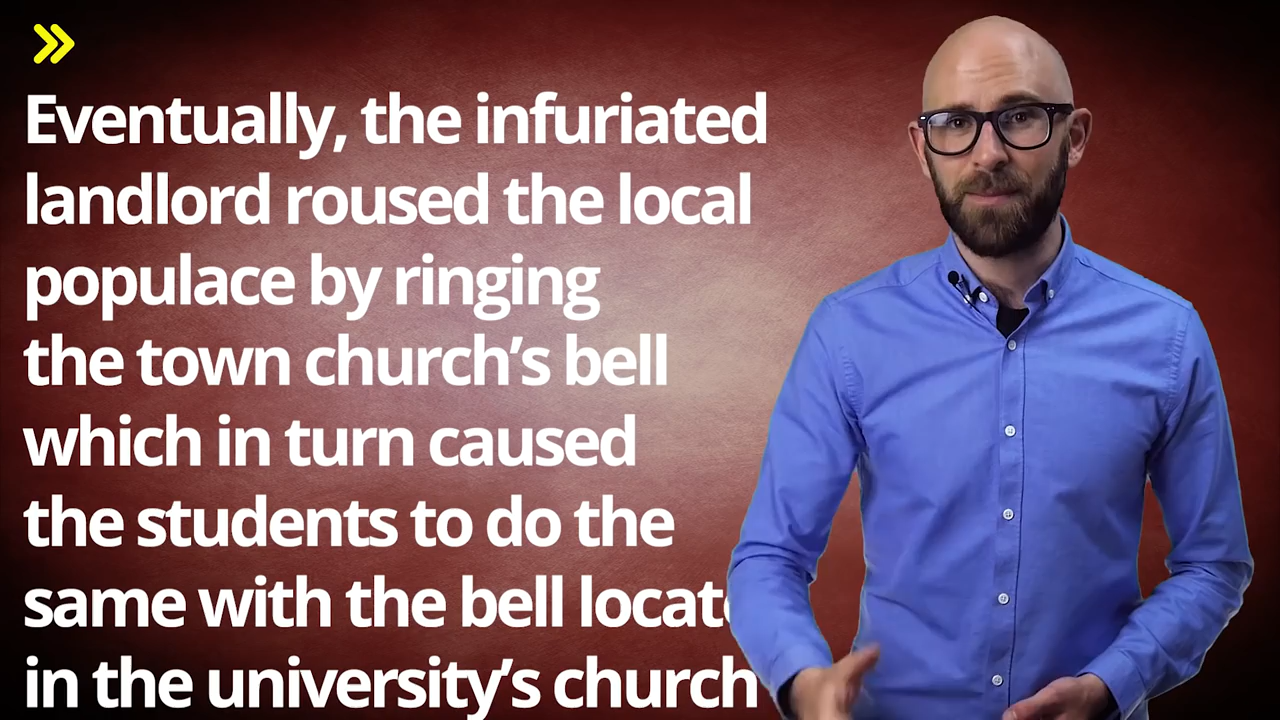 Eventually, the infuriated
landlord roused the local
populace by ringing
the town church’s bell
which in turn caused
the students to do the
same with the bell
in the university’s church